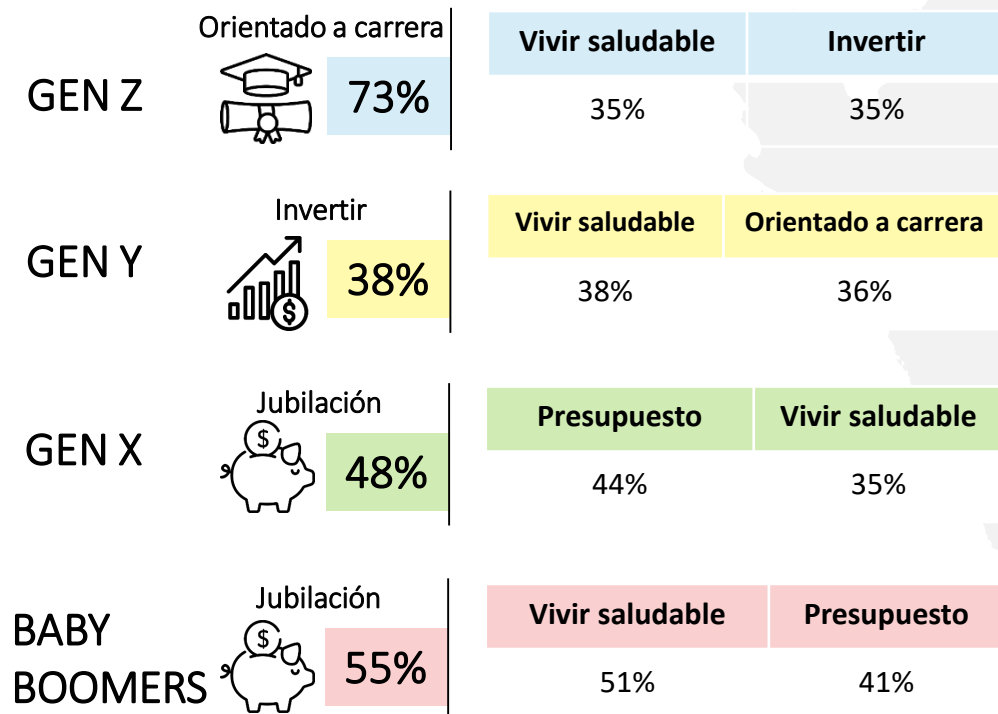 Orientado a carrera
GEN Z
73%
Vivir saludable Invertir
35% 35%
Invertir
GEN Y
$
38%
Vivir saludable Orientado a carrera
38% 36%
Jubilación
GEN X
$
48%
Presupuesto Vivir saludable
44% 35%
Jubilación
BABY
BOOMERS
$
55%
Vivir saludable Presupuesto
51% 41%